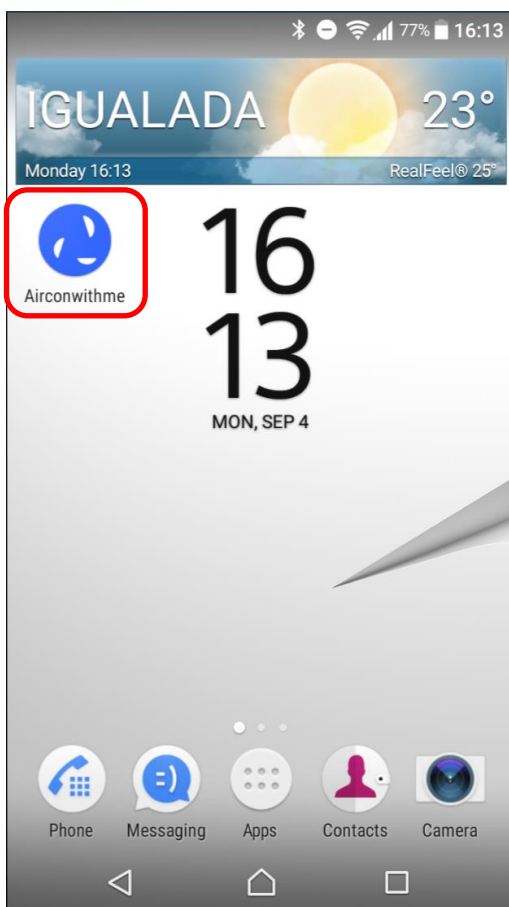 77% 16:13
IGUALADA 23°
Monday 16:13 RealFeel® 25°
Airconwithme
16
13
MON, SEP 4
Phone Messaging Apps Contacts Camera